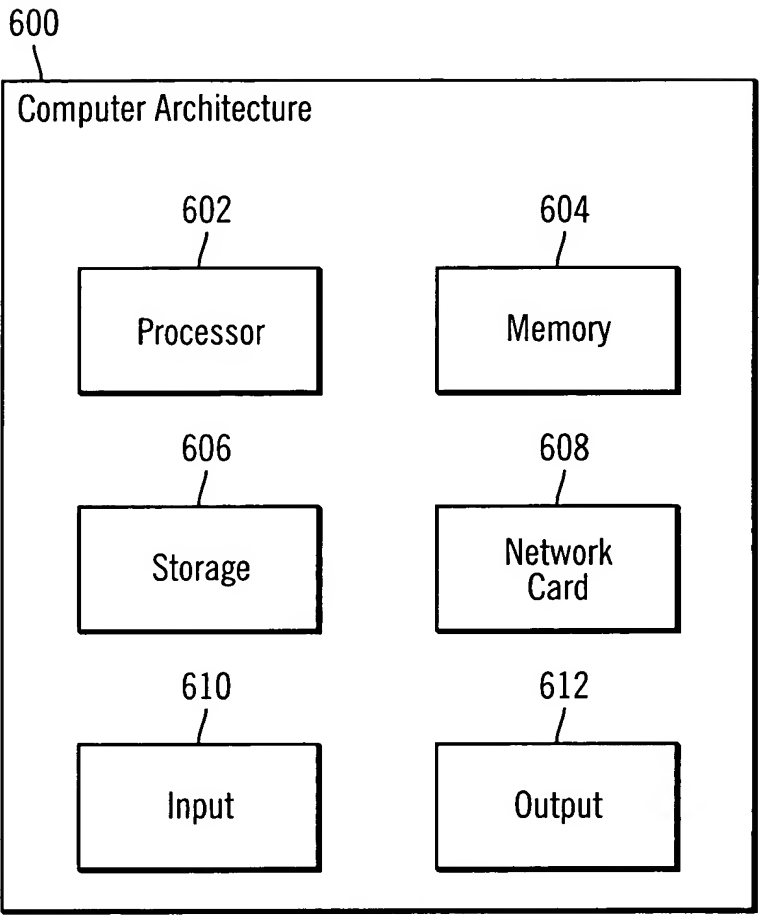 600
Computer Architecture
602
604
Processor
Memory
606
608
Storage
Network
Card
610
612
Input
Output